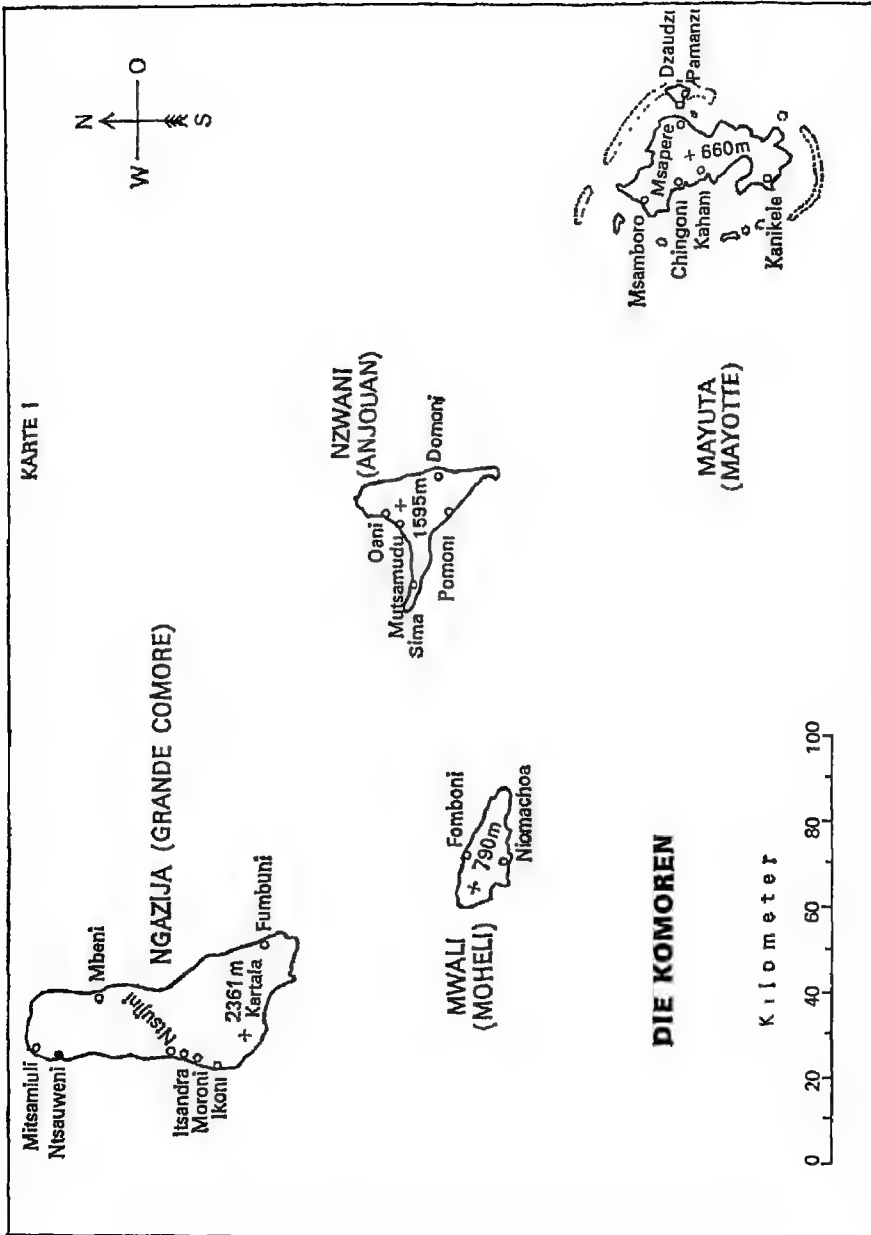 KARTE 1
N
W
O
S
Mitsamiuli
Ntsauweni
Mbeni
NGAZIJA (GRANDE COMORE)
Ntsujini
Itsandra
Moroni
Ikoni
+ 2361m
Kartala
Fumbuni
NZWANI
(ANJOUAN)
Oani
Mutsamudu
Sima
+
1595m
Domoni
Pomoni
MWALI
(MOHELI)
Fomboni
+ 790m
Niomachoa
Dzaudzi
Pamanzi
Msapere
+ 660m
Msamboro
Chingoni
Kahani
Kanikele
MAYUTA
(MAYOTTE)
DIE KOMOREN
Kilometer
0 20 40 60 80 100